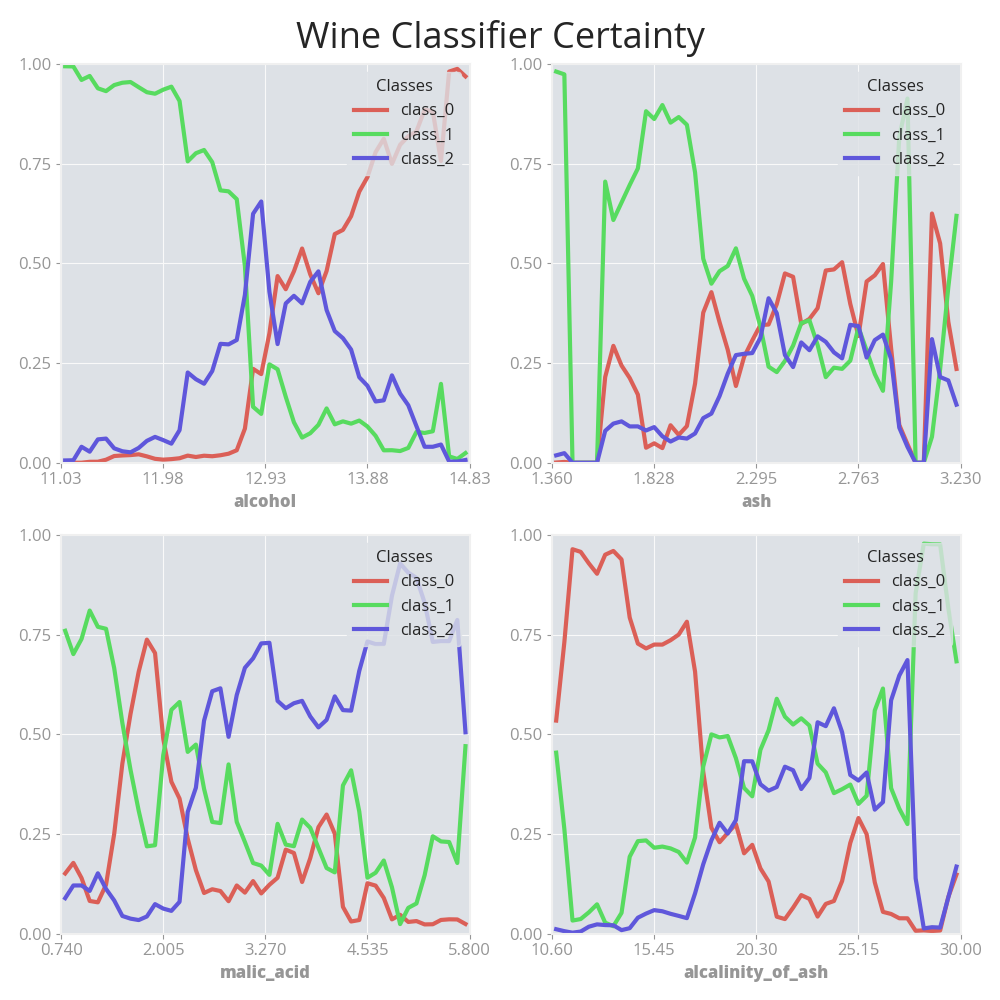 Wine Classifier Certainty
1.00
0.75
0.50
0.25
0.00
11.03 11.98 12.93 13.88 14.83
alcohol
Classes
class_0
class_1
class_2
1.00
0.75
0.50
0.25
0.00
1.360 1.828 2.295 2.763 3.230
ash
Classes
class_0
class_1
class_2
1.00
0.75
0.50
0.25
0.00
0.740 2.005 3.270 4.535 5.800
malic_acid
Classes
class_0
class_1
class_2
1.00
0.75
0.50
0.25
0.00
10.60 15.45 20.30 25.15 30.00
alcalinity_of_ash
Classes
class_0
class_1
class_2